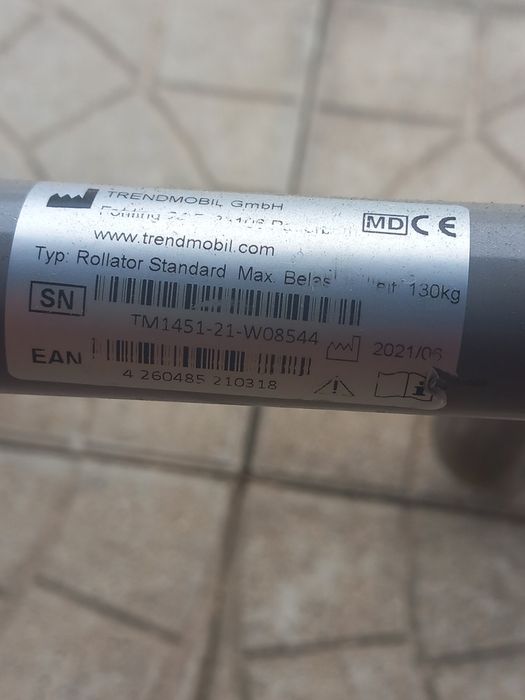 TRENDMOBIL GmbH
MD CE
www.trendmobil.com
Typ: Rollator Standard Max. 130kg
SN
TM1451-21-W08544
2021/06
EAN
4 260485 210318